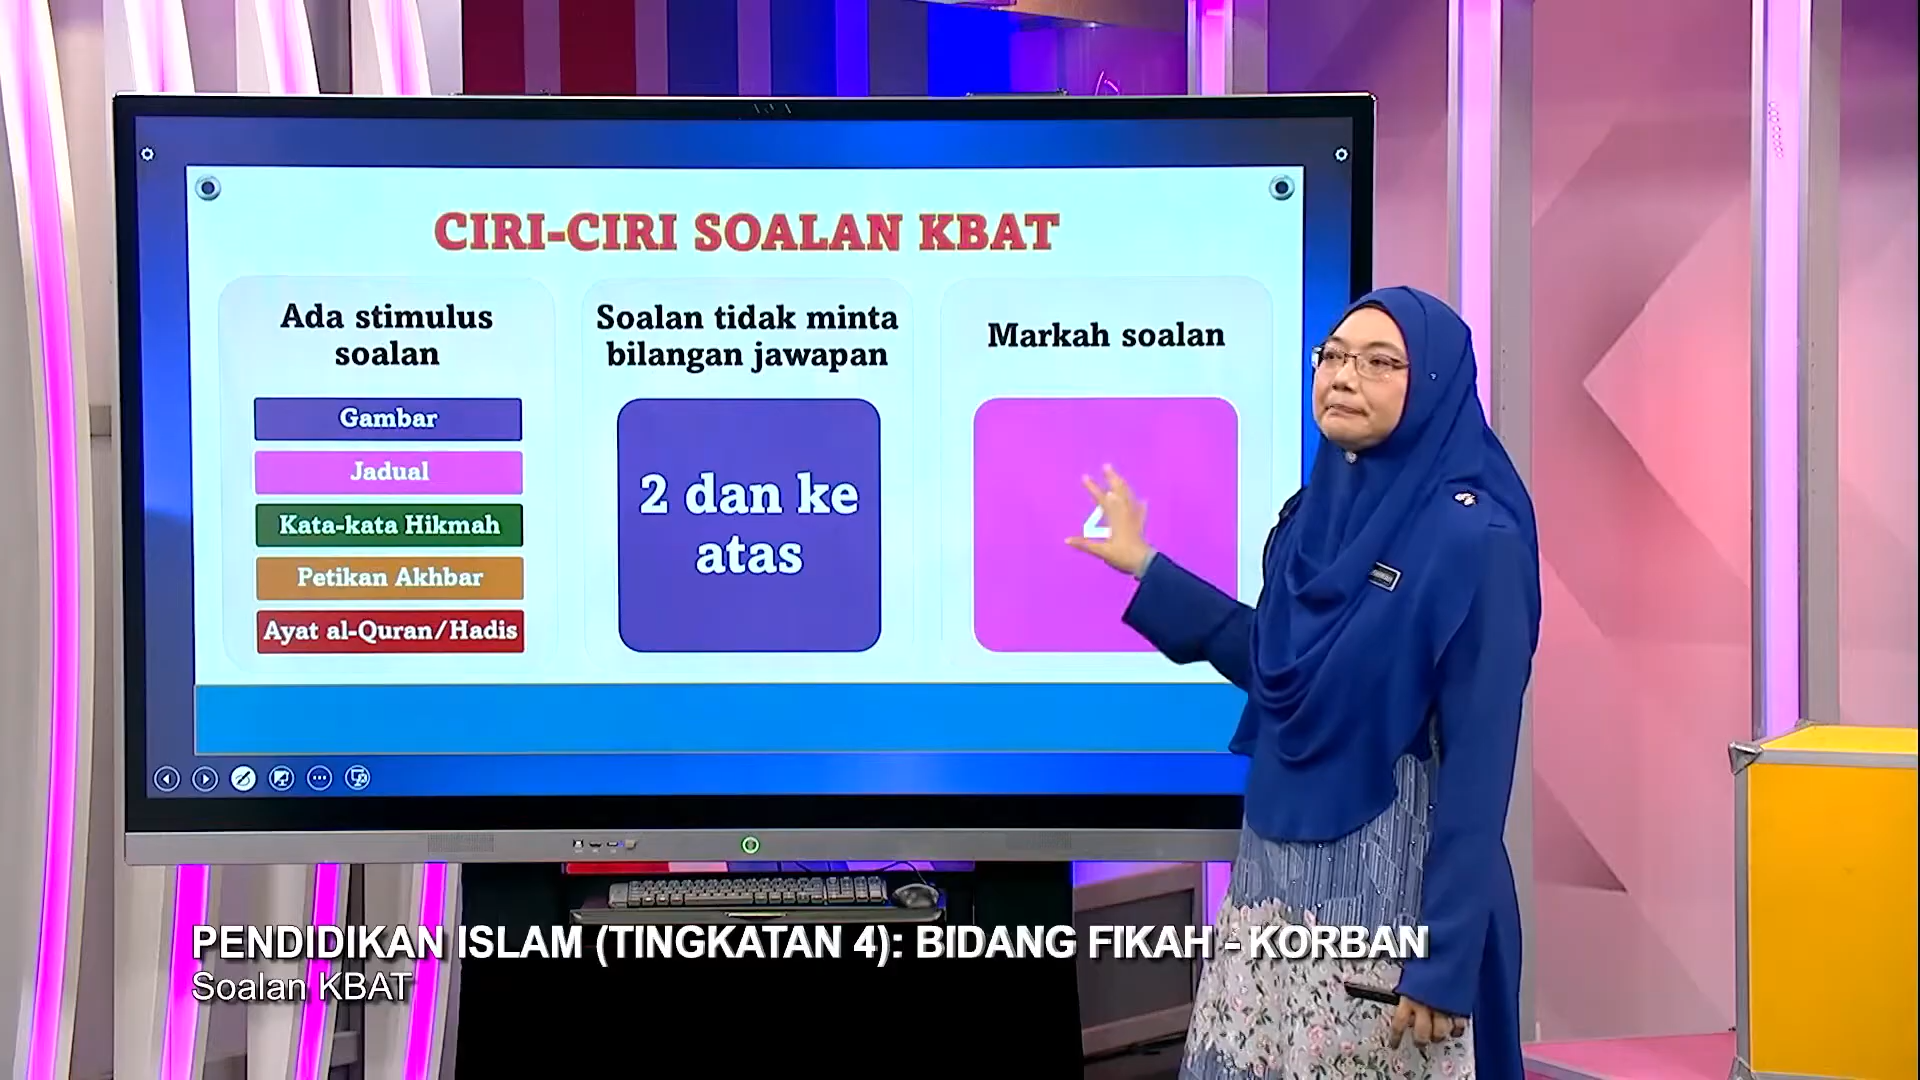 CIRI-CIRI SOALAN KBAT
Ada stimulus
soalan
Gambar
Jadual
Kata-kata Hikmah
Petikan Akhbar
Ayat al-Quran/Hadis
Soalan tidak minta
bilangan jawapan
2 dan ke
atas
Markah soalan
PENDIDIKAN ISLAM (TINGKATAN 4): BIDANG FIKAH - KORBAN
Soalan KBAT